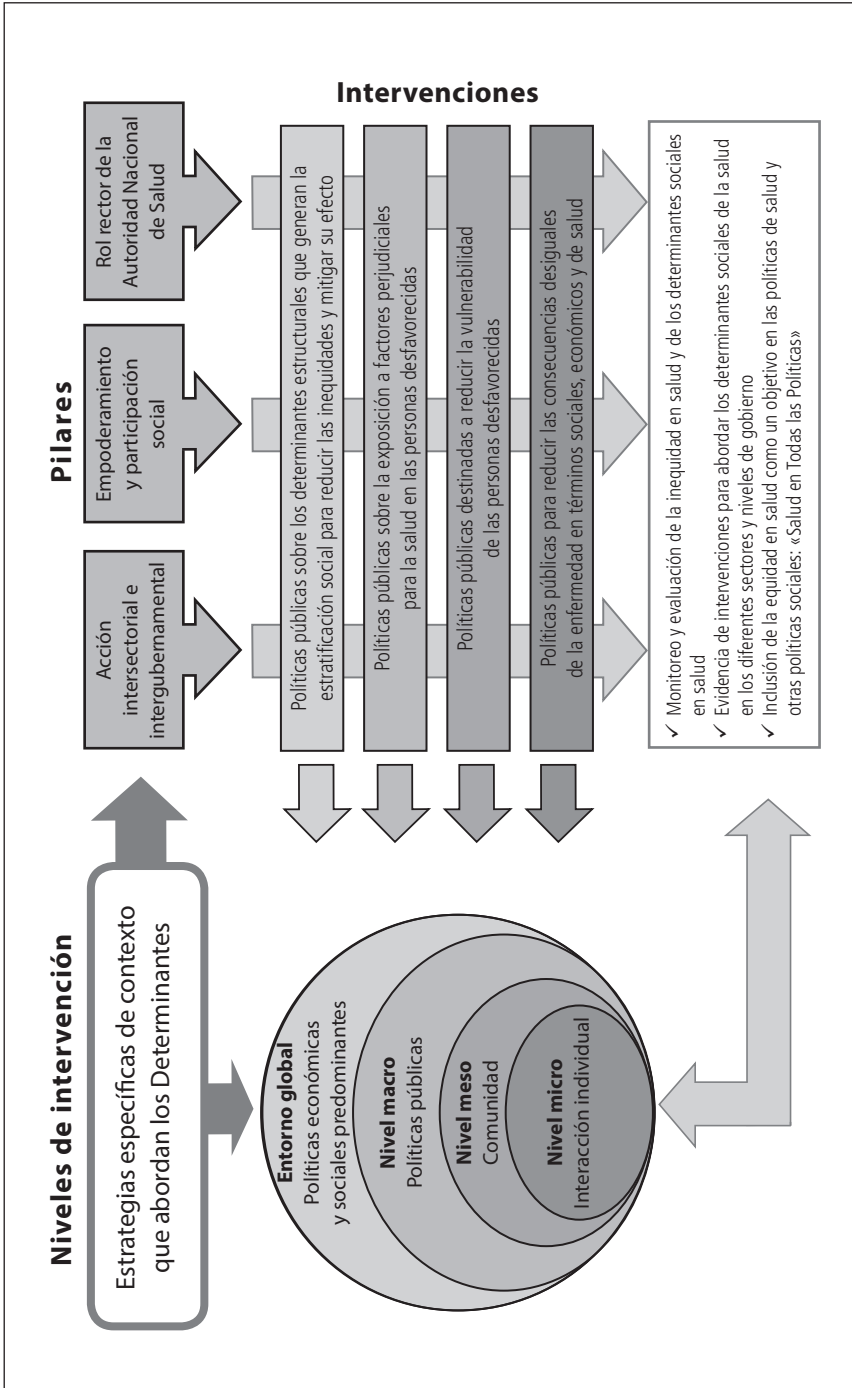 Niveles de intervención
Estrategias específicas de contexto
que abordan los Determinantes
Entorno global
Políticas económicas
y sociales predominantes
Nivel macro
Políticas públicas
Nivel meso
Comunidad
Nivel micro
Interacción individual
Pilares
Acción
intersectorial e
intergubernamental
Empoderamiento
y participación
social
Rol rector de la
Autoridad Nacional
de Salud
Intervenciones
Políticas públicas sobre los determinantes estructurales que generan la
estratificación social para reducir las inequidades y mitigar su efecto
Políticas públicas sobre la exposición a factores perjudiciales
para la salud en las personas desfavorecidas
Políticas públicas destinadas a reducir la vulnerabilidad
de las personas desfavorecidas
Políticas públicas para reducir las consecuencias desiguales
de la enfermedad en términos sociales, económicos y de salud
✓ Monitoreo y evaluación de la inequidad en salud y de los determinantes sociales
en salud
✓ Evidencia de intervenciones para abordar los determinantes sociales de la salud
en los diferentes sectores y niveles de gobierno
✓ Inclusión de la equidad en salud como un objetivo en las políticas de salud y
otras políticas sociales: «Salud en Todas las Políticas»